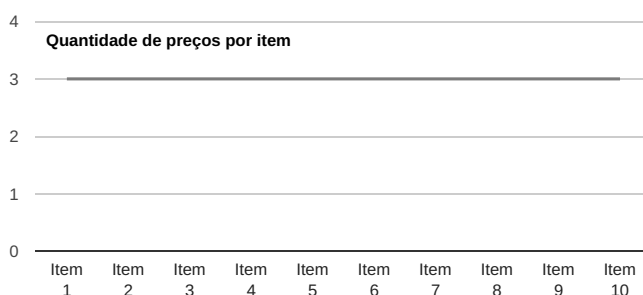 4
Quantidade de preços por item
3
2
1
0
Item 1
Item 2
Item 3
Item 4
Item 5
Item 6
Item 7
Item 8
Item 9
Item 10